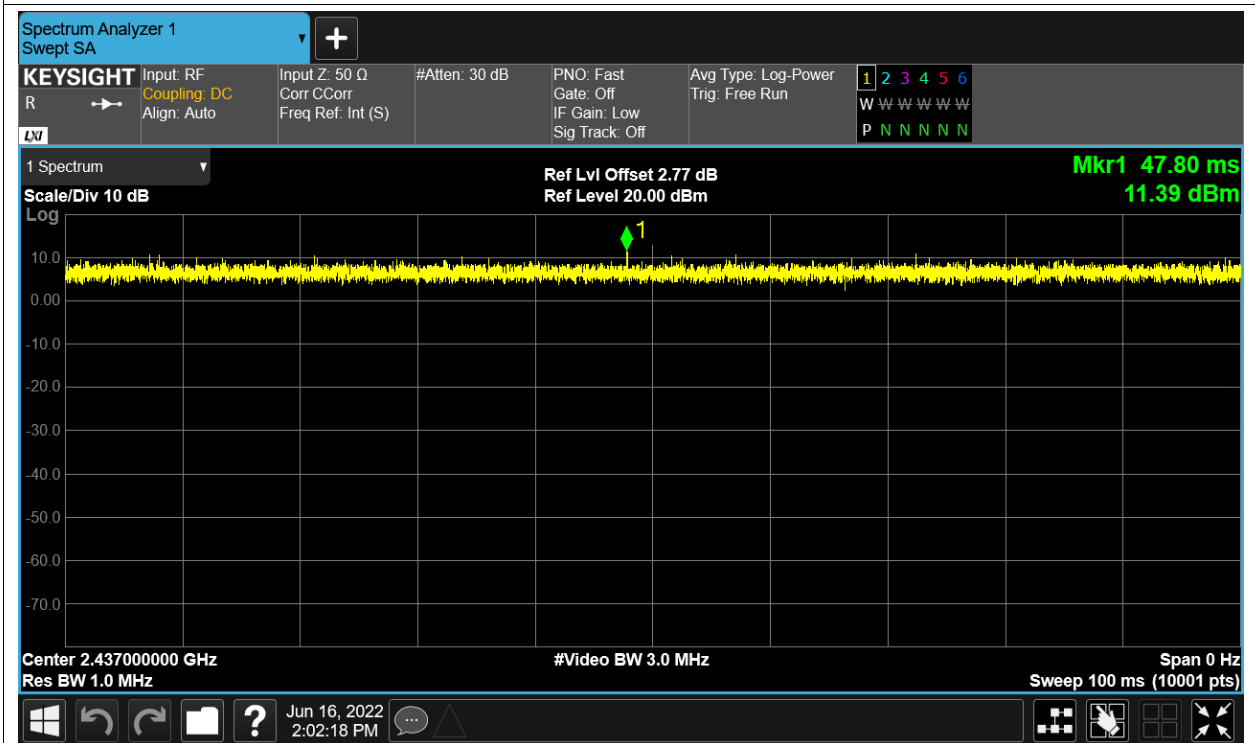 Spectrum Analyzer 1
Swept SA
KEYSIGHT
R
LXI
Input: RF
Coupling: DC
Align: Auto
Input Z: 50 Ω
Corr CCorr
Freq Ref: Int (S)
#Atten: 30 dB
PNO: Fast
Gate: Off
IF Gain: Low
Sig Track: Off
Avg Type: Log-Power
Trig: Free Run
1 2 3 4 5 6
W W W W W W
P N N N N N
1 Spectrum
Scale/Div 10 dB
Ref Lvl Offset 2.77 dB
Ref Level 20.00 dBm
Mkr1 47.80 ms
11.39 dBm
Log
1
10.0
0.00
-10.0
-20.0
-30.0
-40.0
-50.0
-60.0
-70.0
Center 2.437000000 GHz
Res BW 1.0 MHz
#Video BW 3.0 MHz
Span 0 Hz
Sweep 100 ms (10001 pts)
?
Jun 16, 2022
2:02:18 PM